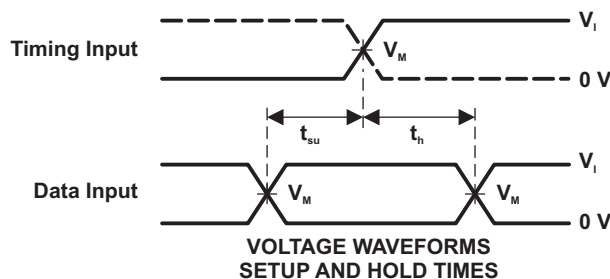 V_I
Timing Input
V_M
0 V
t_su
t_h
V_I
Data Input
V_M
V_M
0 V
VOLTAGE WAVEFORMS
SETUP AND HOLD TIMES